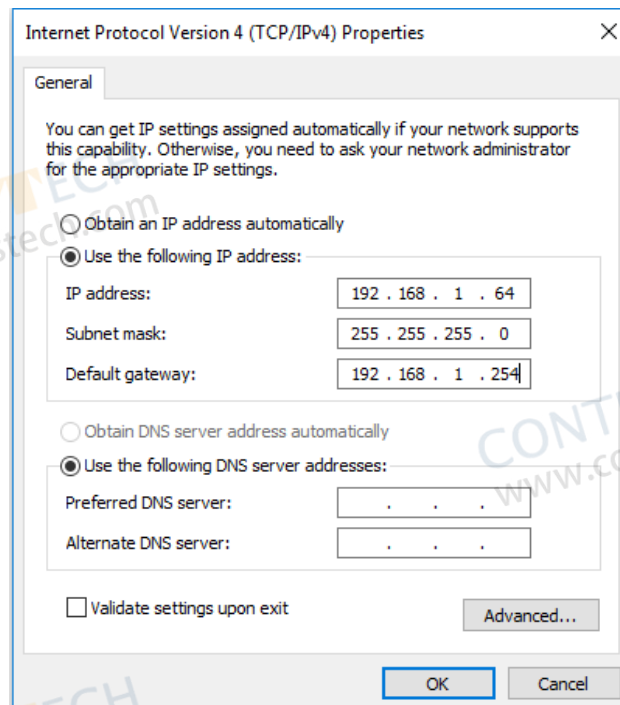 Internet Protocol Version 4 (TCP/IPv4) Properties
General
You can get IP settings assigned automatically if your network supports
this capability. Otherwise, you need to ask your network administrator
for the appropriate IP settings.
Obtain an IP address automatically
Use the following IP address:
IP address: 192 . 168 . 1 . 64
Subnet mask: 255 . 255 . 255 . 0
Default gateway: 192 . 168 . 1 . 254
Obtain DNS server address automatically
Use the following DNS server addresses:
Preferred DNS server: . . .
Alternate DNS server: . . .
Validate settings upon exit
Advanced...
OK Cancel